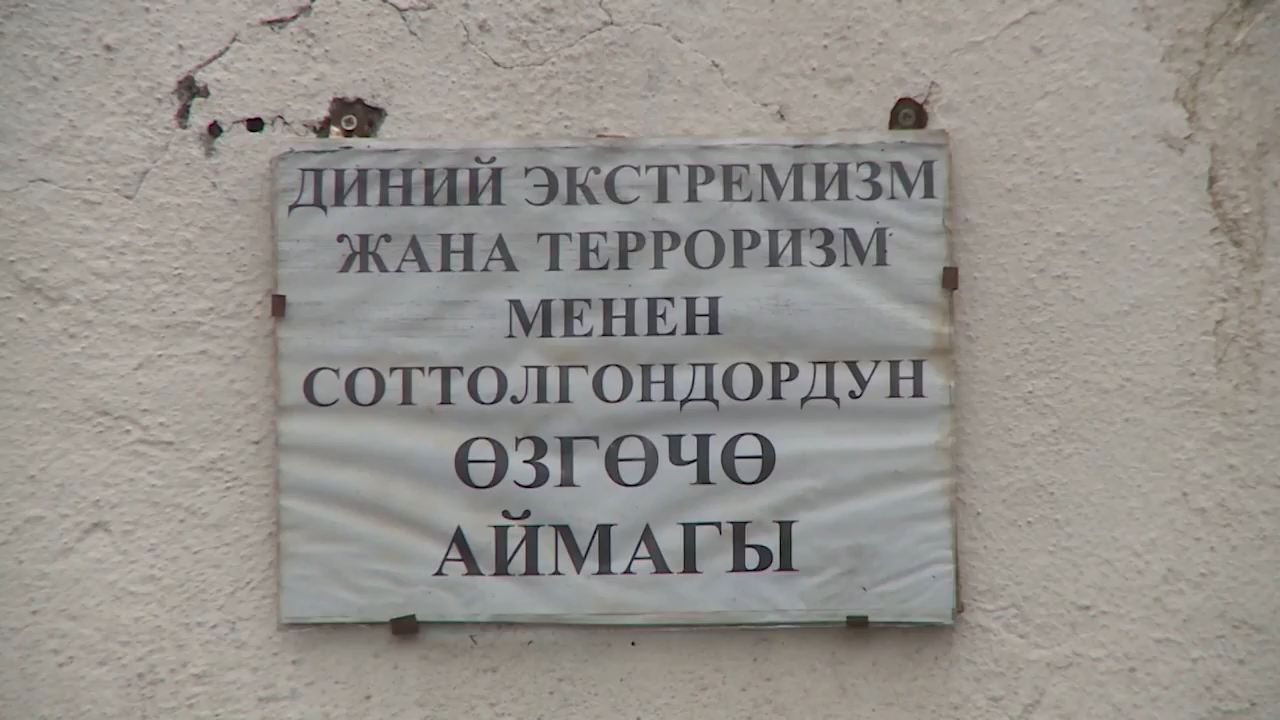 ДИНИЙ ЭКСТРЕМИЗМ
ЖАНА ТЕРРОРИЗМ
МЕНЕН
СОТТОЛГОНДОРДУН
ӨЗГӨЧӨ
АЙМАГЫ